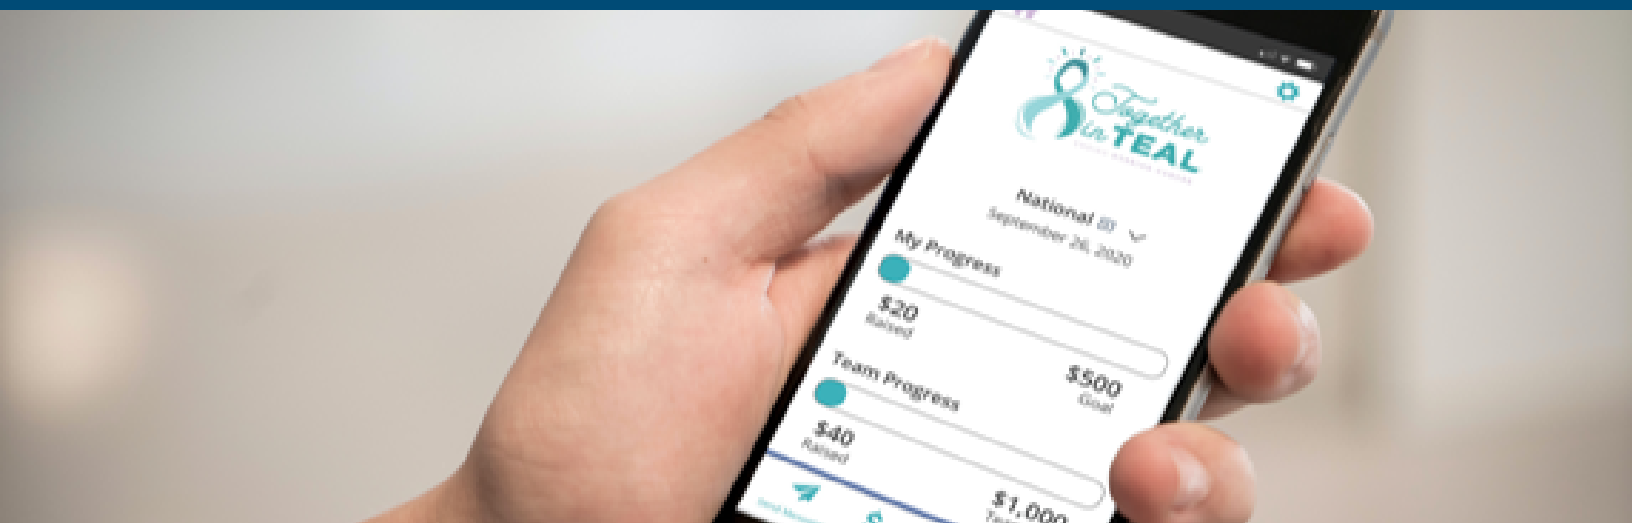 Together
in TEAL
National
September 26, 2020
My Progress
$20
Raised
$500
Goal
Team Progress
$40
Raised
$1,000